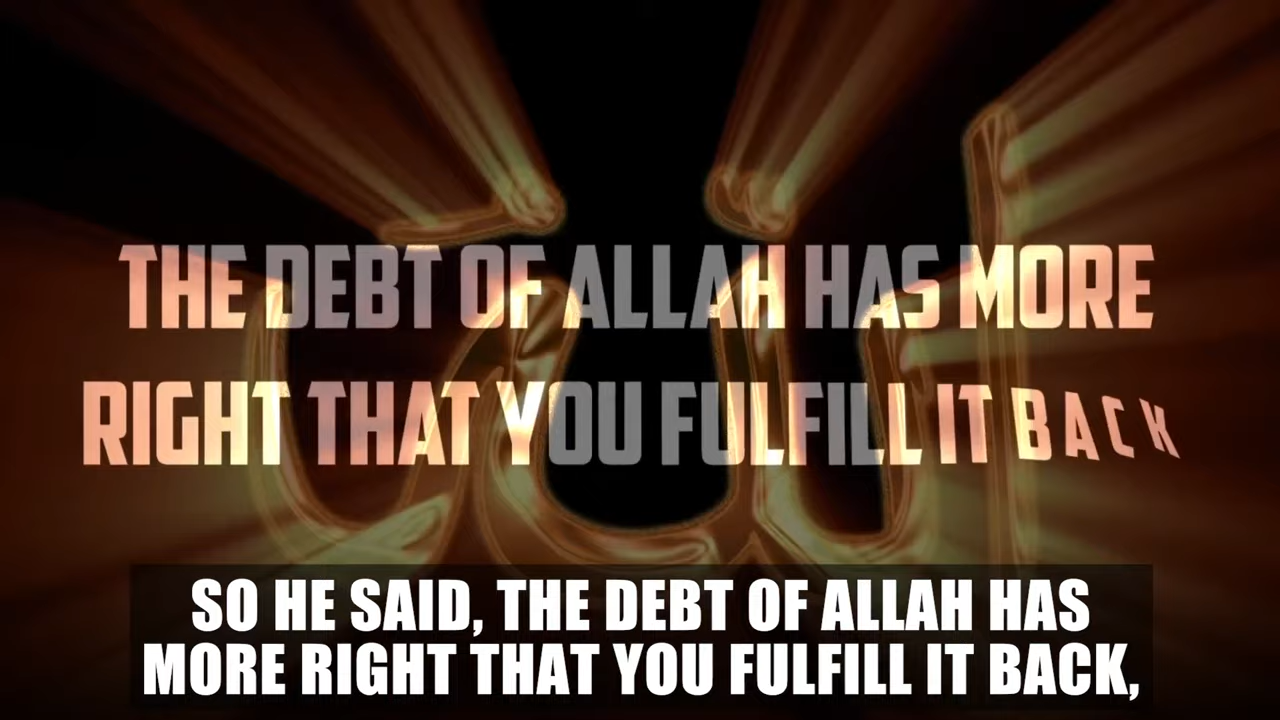 THE DEBT OF ALLAH HAS MORE
RIGHT THAT YOU FULFILL IT BACK
SO HE SAID, THE DEBT OF ALLAH HAS
MORE RIGHT THAT YOU FULFILL IT BACK,